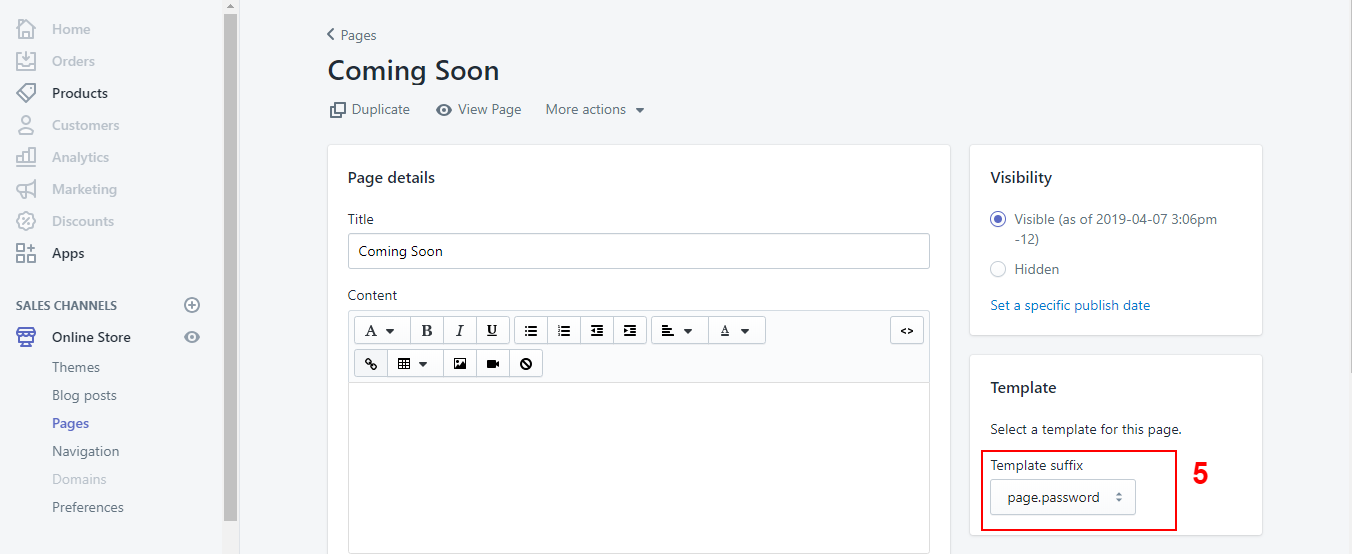 Home
Orders
Products
Customers
Analytics
Marketing
Discounts
Apps
SALES CHANNELS
Online Store
Themes
Blog posts
Pages
Navigation
Domains
Preferences
Pages
Coming Soon
Duplicate View Page More actions
Page details
Title
Coming Soon
Content
A B I U A <>
Visibility
Visible (as of 2019-04-07 3:06pm
-12)
Hidden
Set a specific publish date
Template
Select a template for this page.
Template suffix
page.password
5